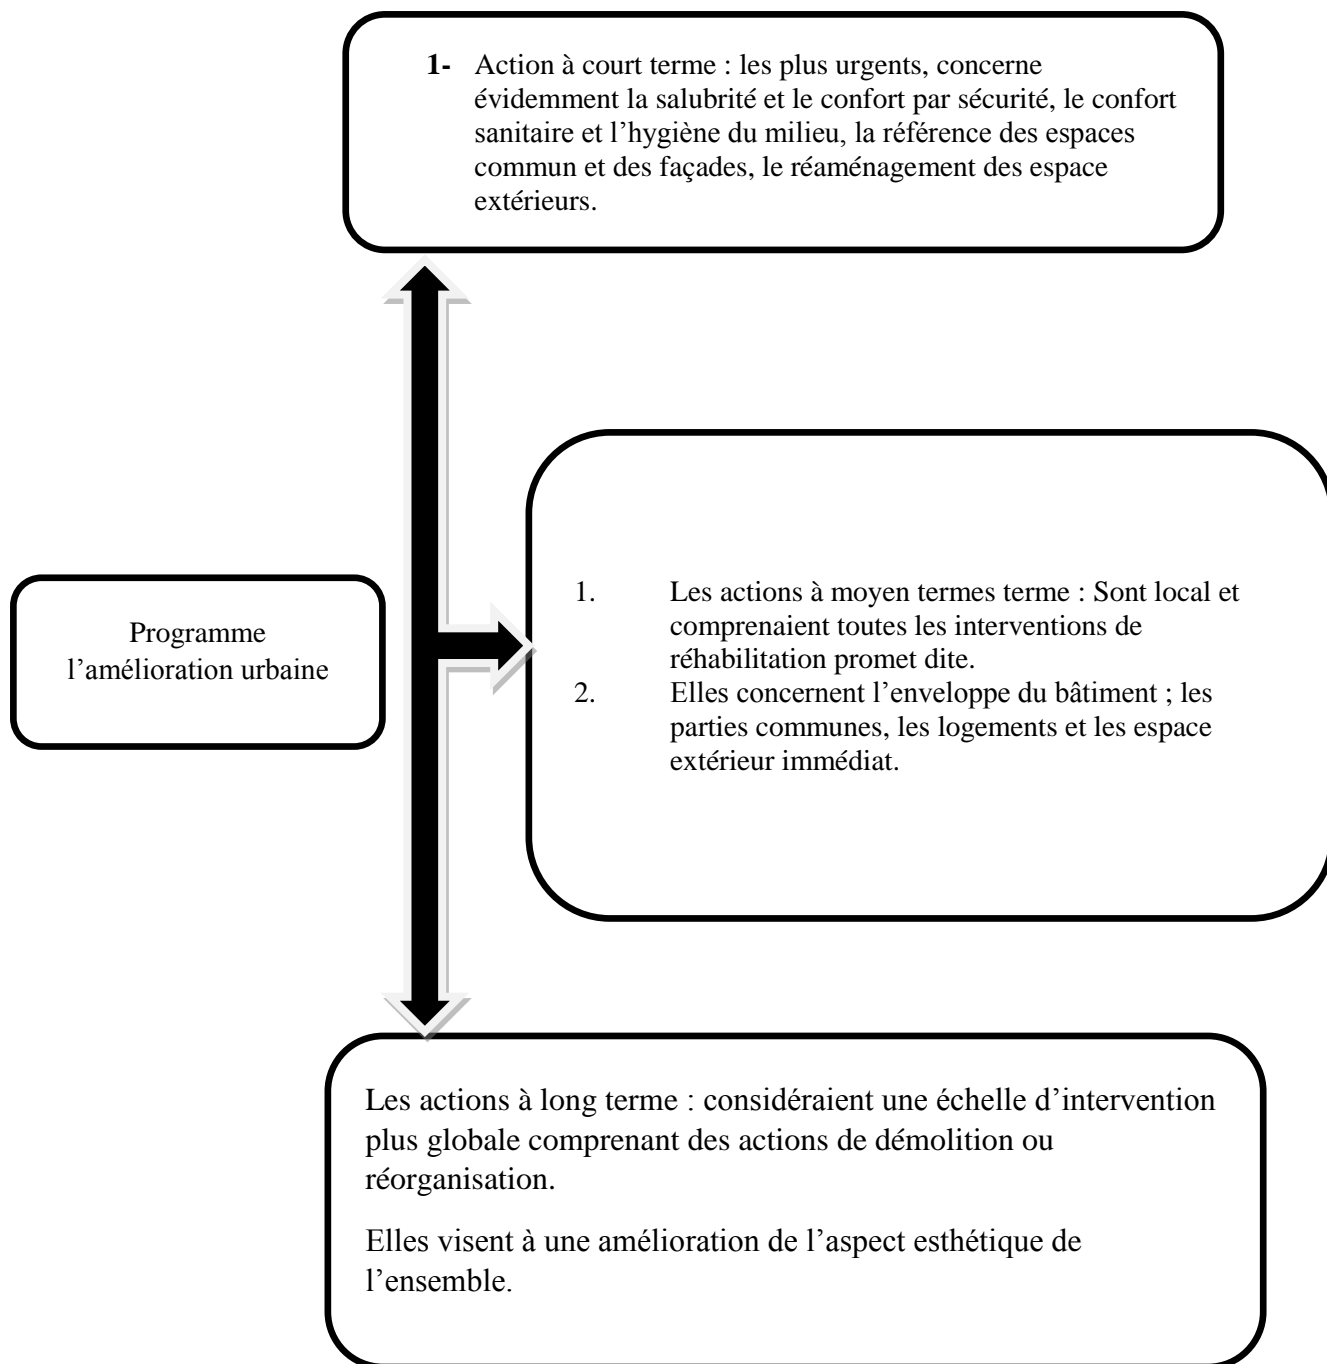 1- Action à court terme : les plus urgents, concerne
évidemment la salubrité et le confort par sécurité, le confort
sanitaire et l’hygiène du milieu, la référence des espaces
commun et des façades, le réaménagement des espace
extérieurs.
Programme
l’amélioration urbaine
1. Les actions à moyen termes terme : Sont local et
comprenaient toutes les interventions de
réhabilitation promet dite.
2. Elles concernent l’enveloppe du bâtiment ; les
parties communes, les logements et les espace
extérieur immédiat.
Les actions à long terme : considéraient une échelle d’intervention
plus globale comprenant des actions de démolition ou
réorganisation.
Elles visent à une amélioration de l’aspect esthétique de
l’ensemble.